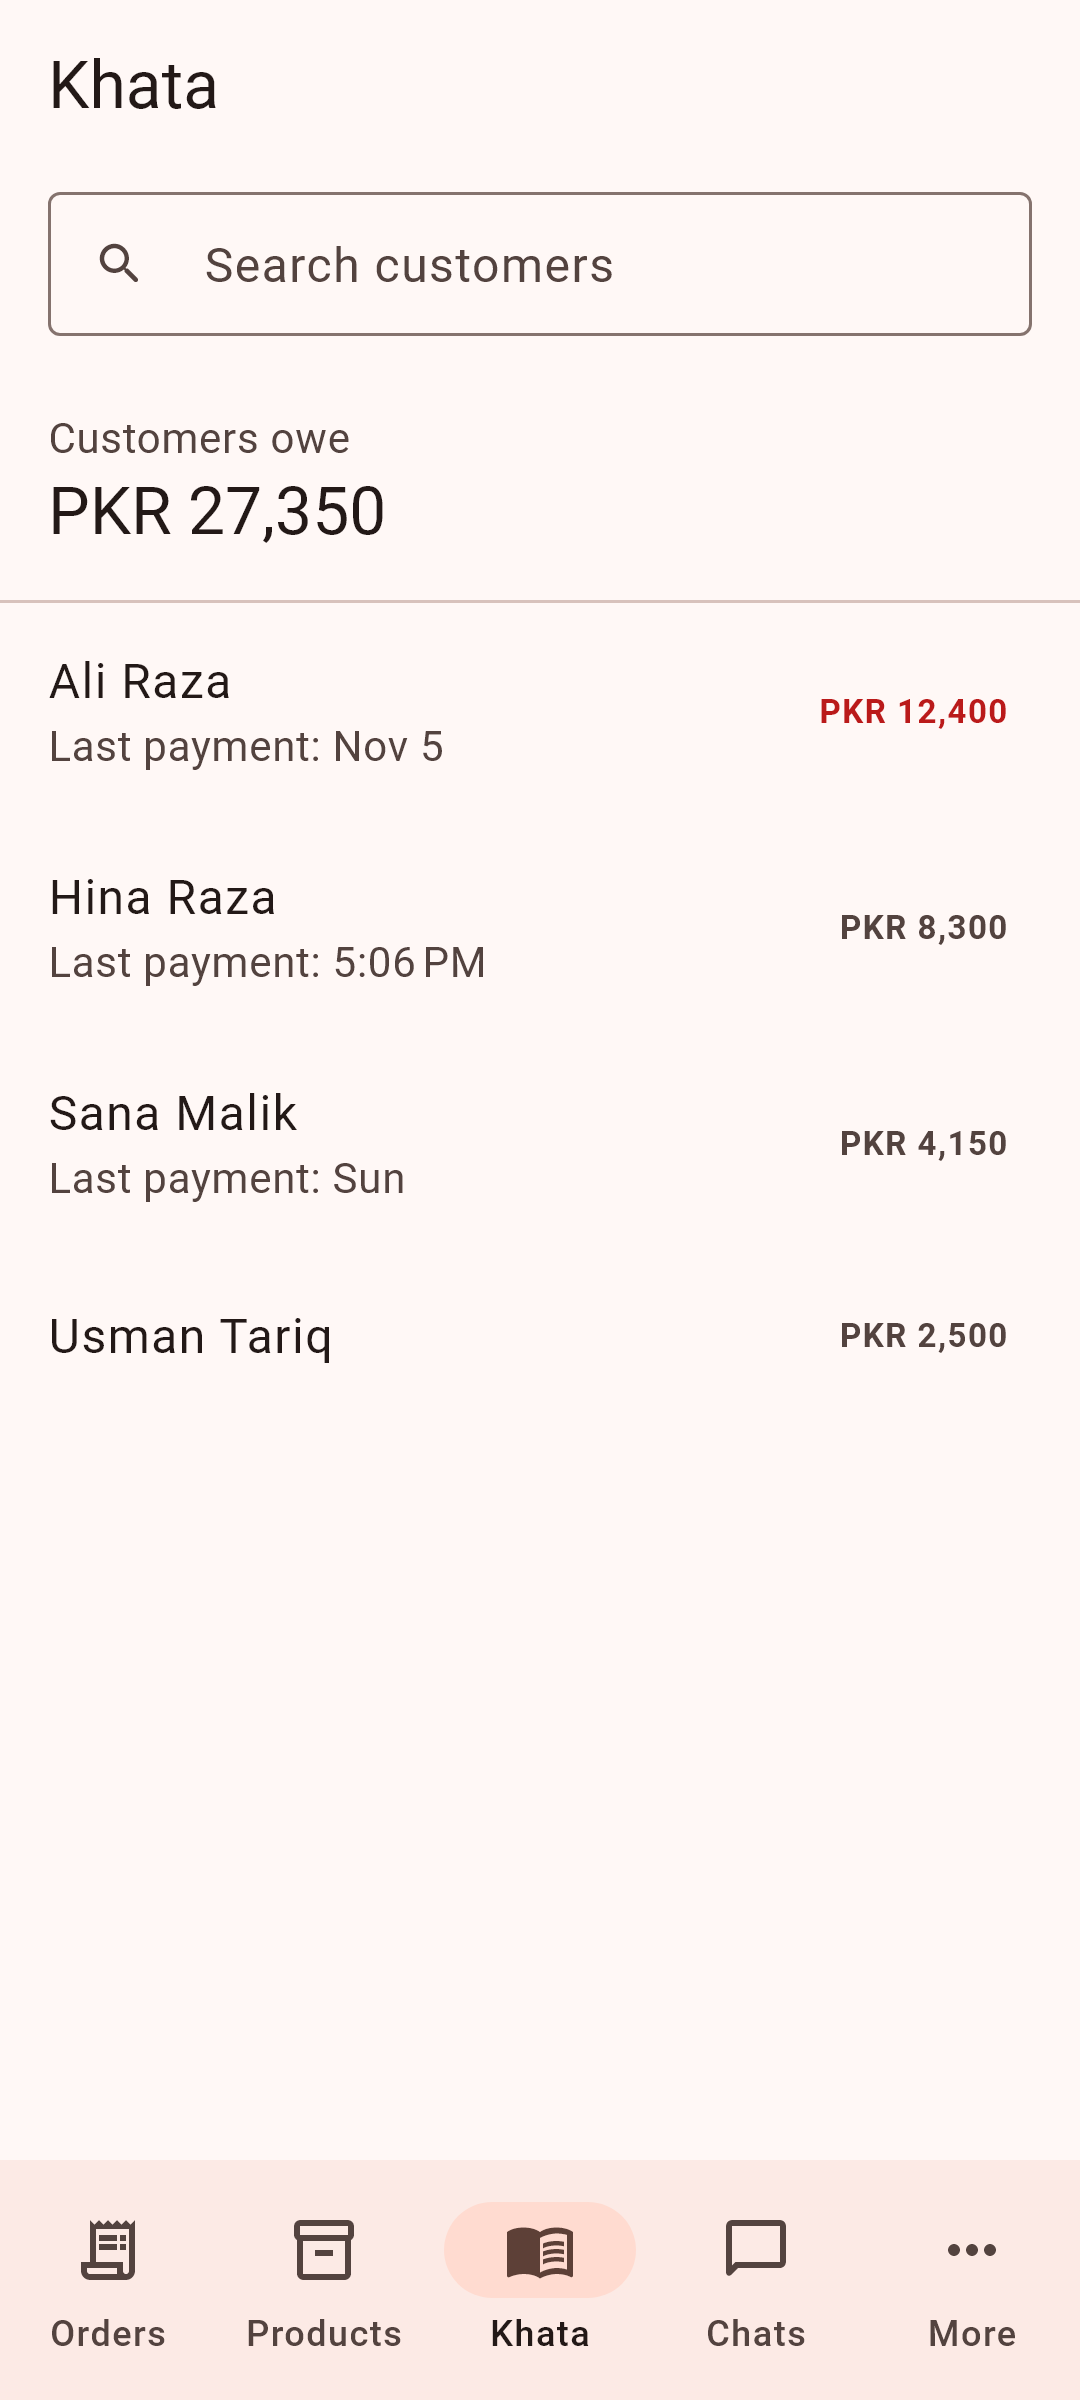 Khata
Search customers
Customers owe
PKR 27,350
Ali Raza
Last payment: Nov 5
PKR 12,400
Hina Raza
Last payment: 5:06 PM
PKR 8,300
Sana Malik
Last payment: Sun
PKR 4,150
Usman Tariq
PKR 2,500
Orders
Products
Khata
Chats
More